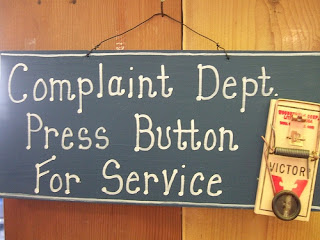 Complaint Dept.
Press Button
For Service
VICTOR